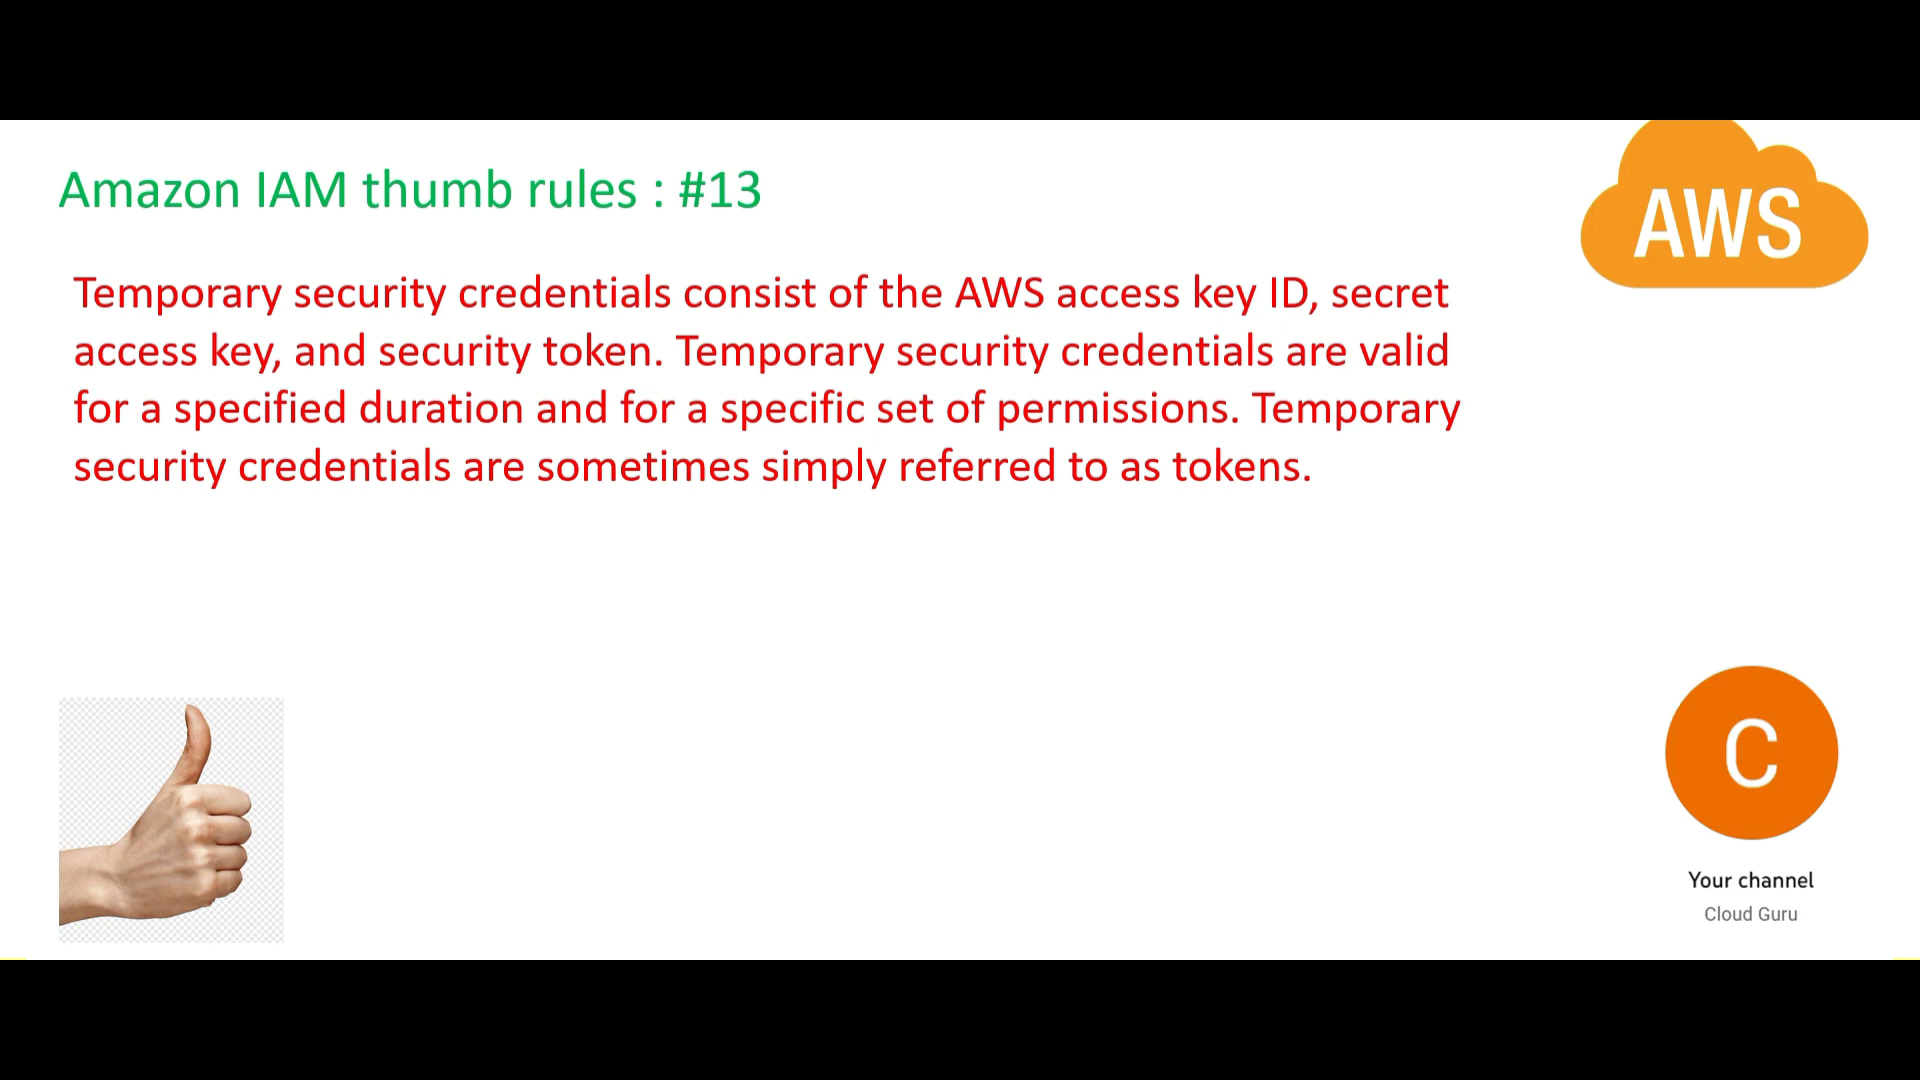 Amazon IAM thumb rules : #13
AWS
Temporary security credentials consist of the AWS access key ID, secret
access key, and security token. Temporary security credentials are valid
for a specified duration and for a specific set of permissions. Temporary
security credentials are sometimes simply referred to as tokens.
C
Your channel
Cloud Guru